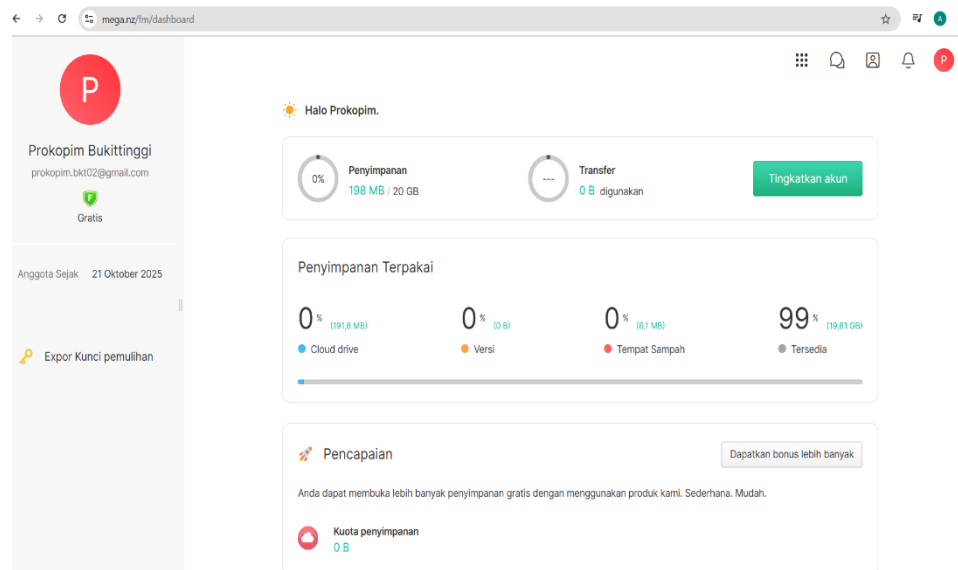 mega.nz/fm/dashboard
A
P
P
Prokopim Bukittinggi
prokopim.bkt02@gmail.com
F
Gratis
Anggota Sejak 21 Oktober 2025
Expor Kunci pemulihan
Halo Prokopim.
0%
Penyimpanan
198 MB / 20 GB
---
Transfer
0 B digunakan
Tingkatkan akun
Penyimpanan Terpakai
0 % (191,8 MB)
Cloud drive
0 % (0 B)
Versi
0 % (6,1 MB)
Tempat Sampah
99 % (19,81 GB)
Tersedia
Pencapaian
Dapatkan bonus lebih banyak
Anda dapat membuka lebih banyak penyimpanan gratis dengan menggunakan produk kami. Sederhana. Mudah.
Kuota penyimpanan
0 B